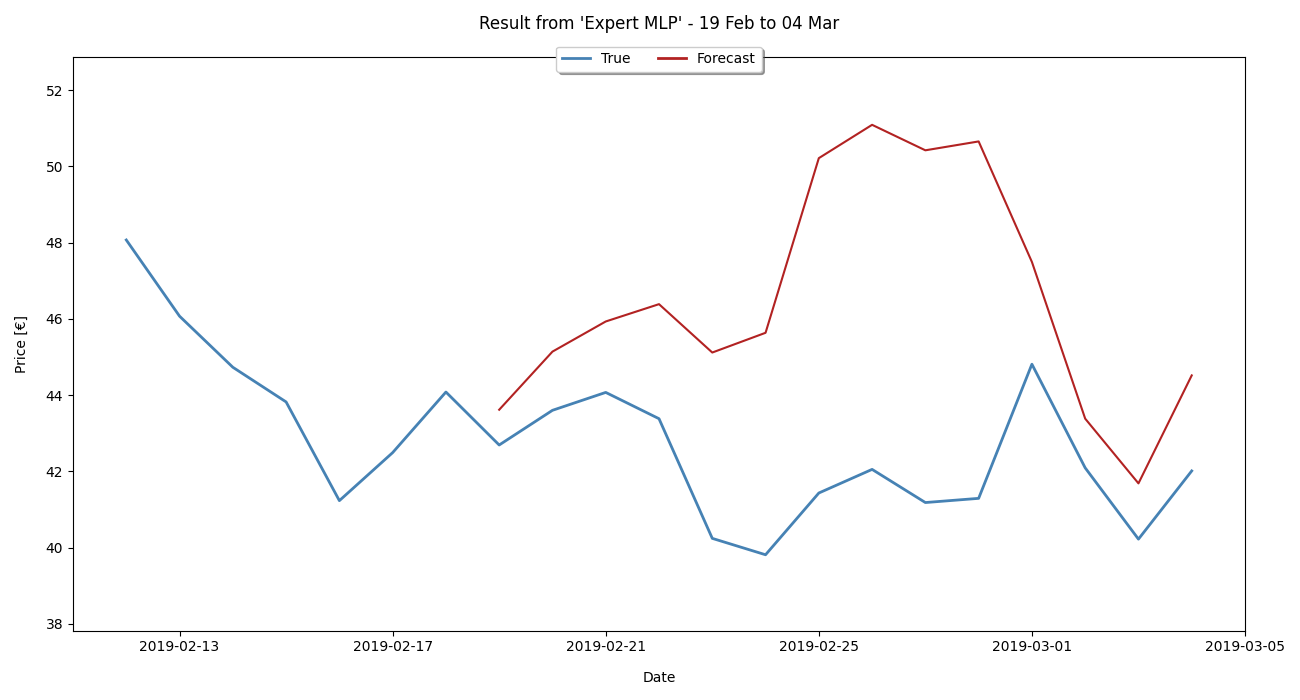 Result from 'Expert MLP' - 19 Feb to 04 Mar
True Forecast
52
50
48
46
44
42
40
38
Price [€]
2019-02-13 2019-02-17 2019-02-21 2019-02-25 2019-03-01 2019-03-05
Date